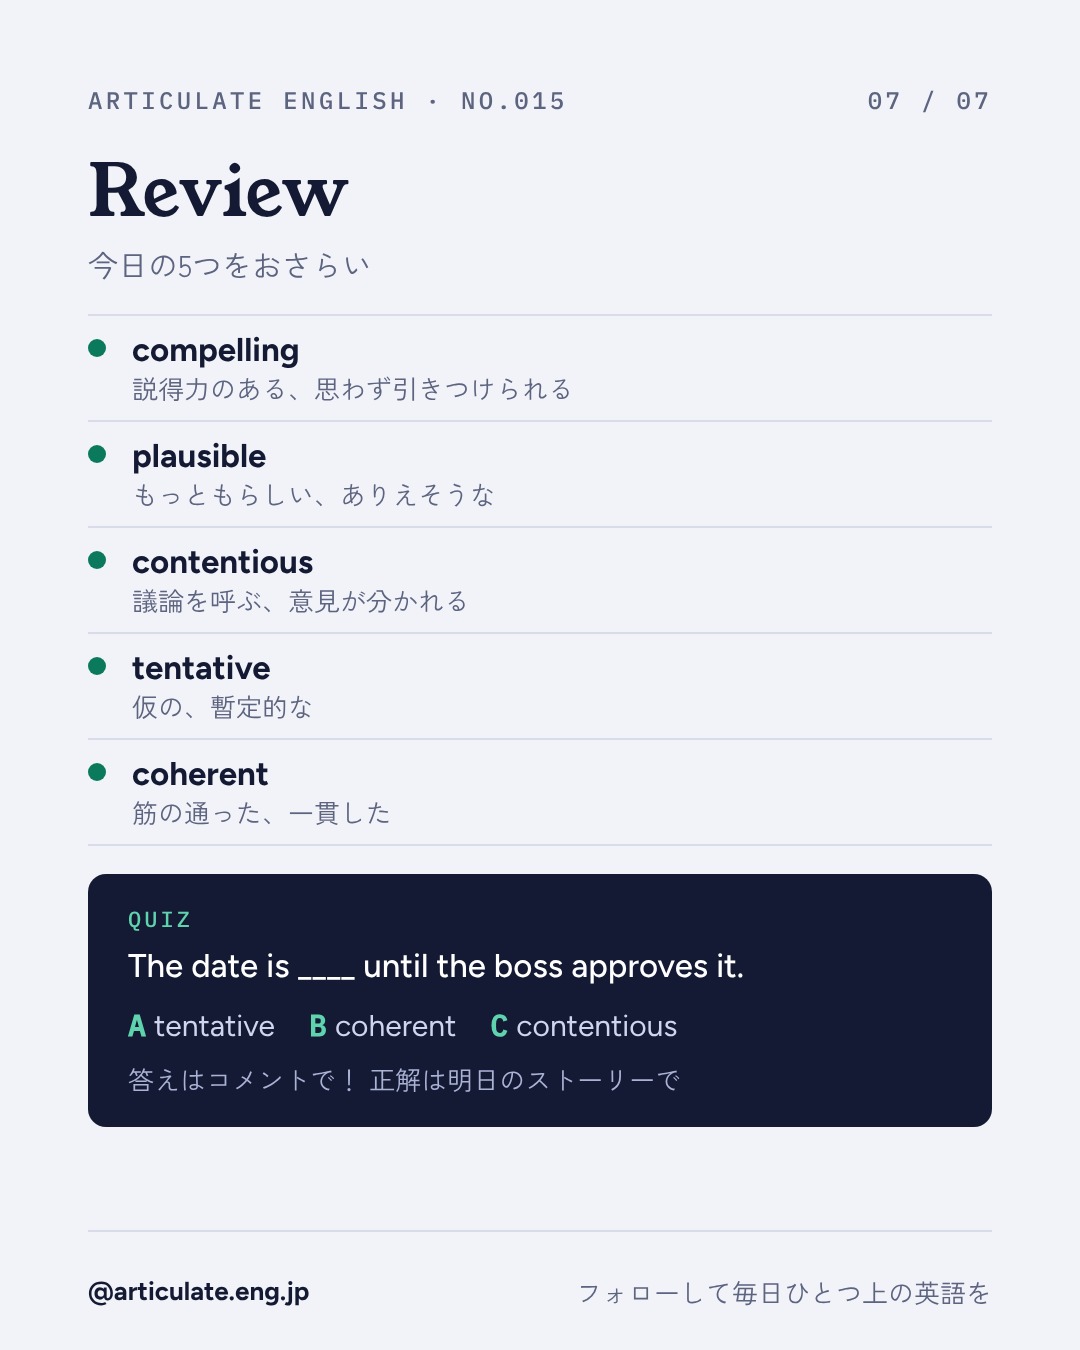 ARTICULATE ENGLISH · NO.015
07 / 07
Review
今日の5つをおさらい
compelling
説得力のある、思わず引きつけられる
plausible
もっともらしい、ありえそうな
contentious
議論を呼ぶ、意見が分かれる
tentative
仮の、暫定的な
coherent
筋の通った、一貫した
QUIZ
The date is ____ until the boss approves it.
A tentative B coherent C contentious
答えはコメントで！ 正解は明日のストーリーで
@articulate.eng.jp
フォローして毎日ひとつ上の英語を